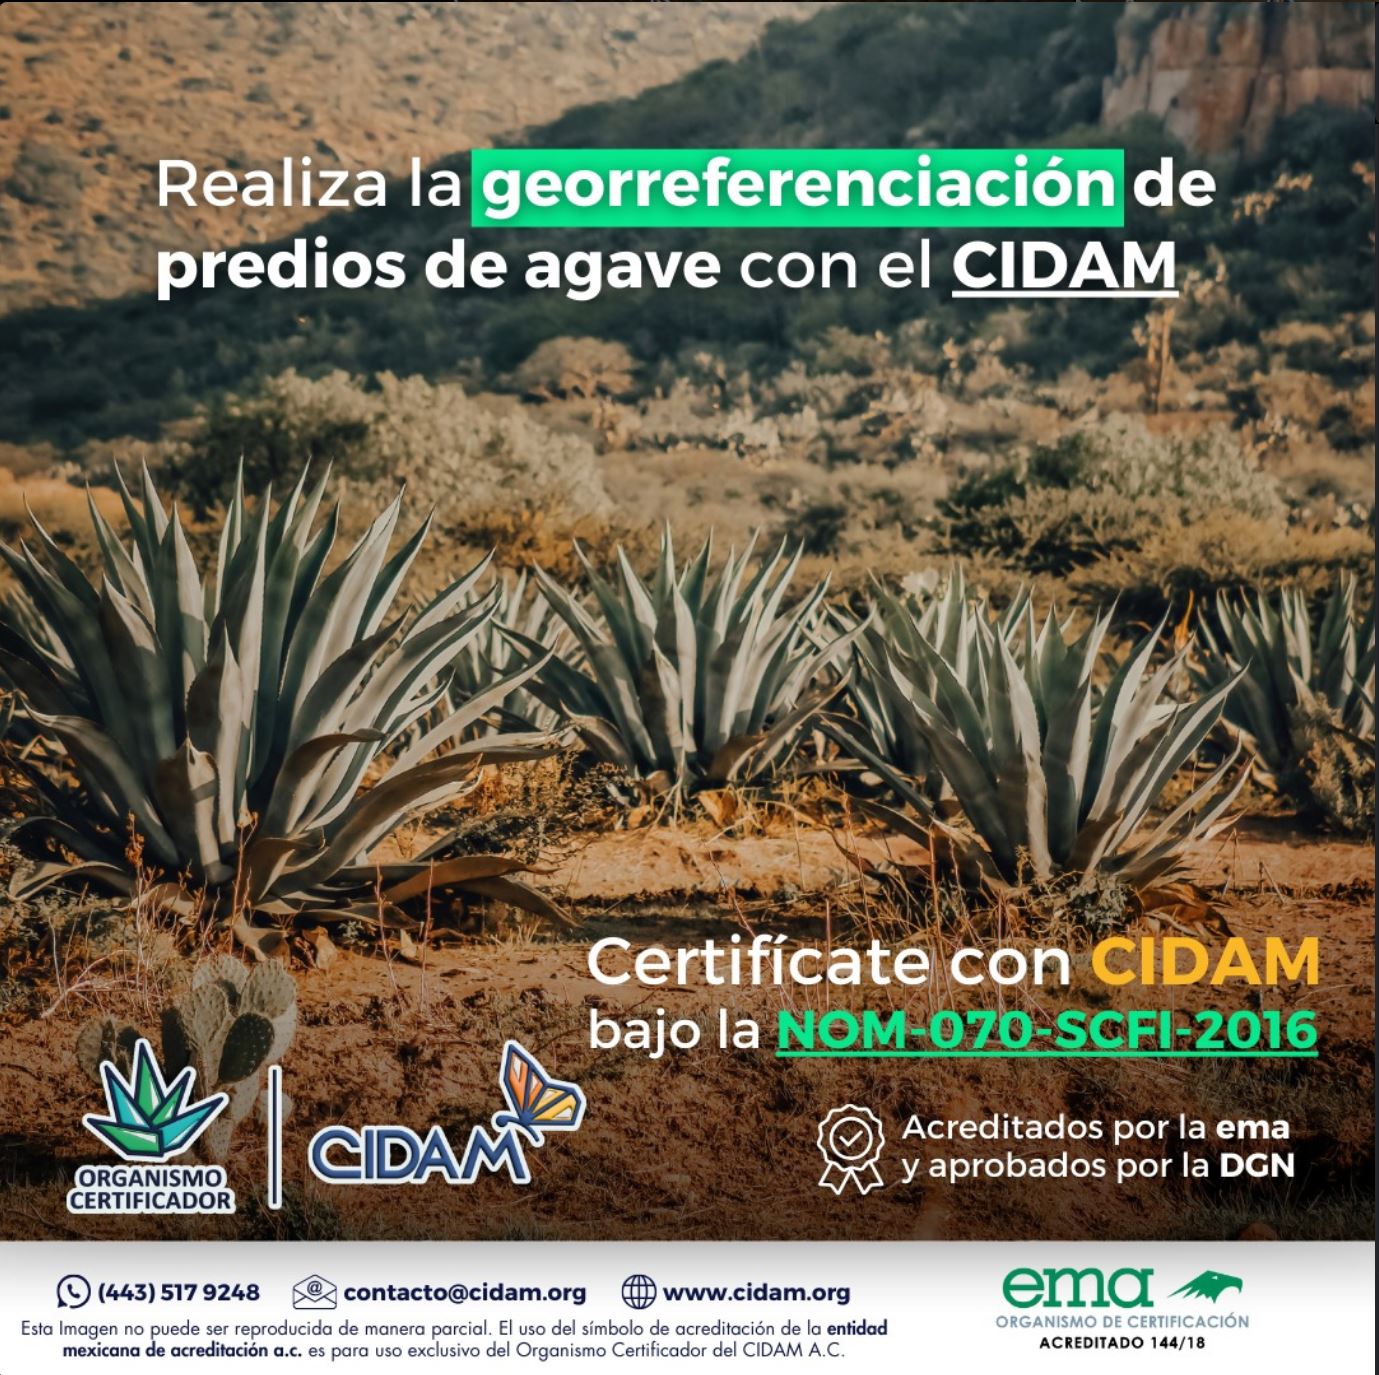 Realiza la georreferenciación de
predios de agave con el CIDAM
Certifícate con CIDAM
bajo la NOM-070-SCFI-2016
Acreditados por la ema
y aprobados por la DGN
ORGANISMO
CERTIFICADOR
CIDAM
(443) 517 9248 contacto@cidam.org www.cidam.org
Esta Imagen no puede ser reproducida de manera parcial. El uso del símbolo de acreditación de la entidad
mexicana de acreditación a.c. es para uso exclusivo del Organismo Certificador del CIDAM A.C.
ema
ORGANISMO DE CERTIFICACIÓN
ACREDITADO 144/18